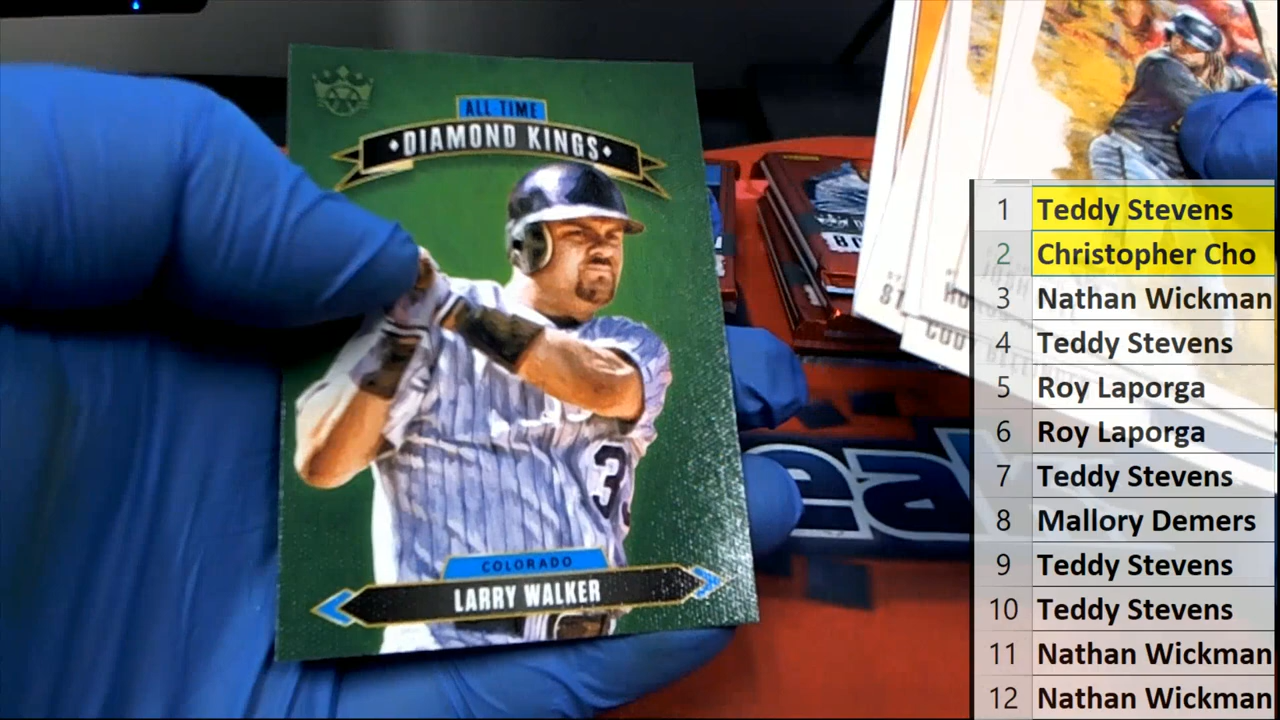 ALL TIME
DIAMOND KINGS
COLORADO
LARRY WALKER
1 Teddy Stevens
2 Christopher Cho
3 Nathan Wickman
4 Teddy Stevens
5 Roy Laporga
6 Roy Laporga
7 Teddy Stevens
8 Mallory Demers
9 Teddy Stevens
10 Teddy Stevens
11 Nathan Wickman
12 Nathan Wickman